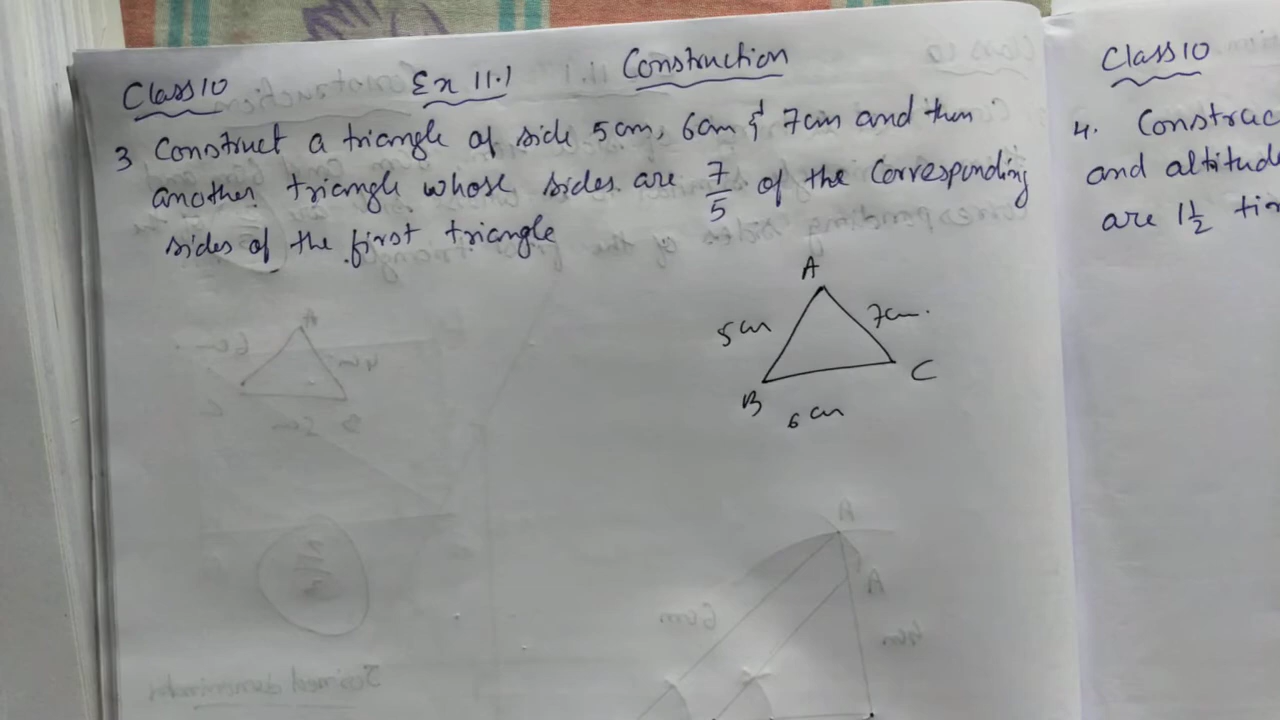 Class 10 Ex 11.1 Construction
3 Construct a triangle of side 5cm, 6cm & 7cm and then
another triangle whose sides are 7/5 of the corresponding
sides of the first triangle
A
5cm 7cm.
B C
6cm
Class 10
4. Construc
and altitude
are 1½ tim